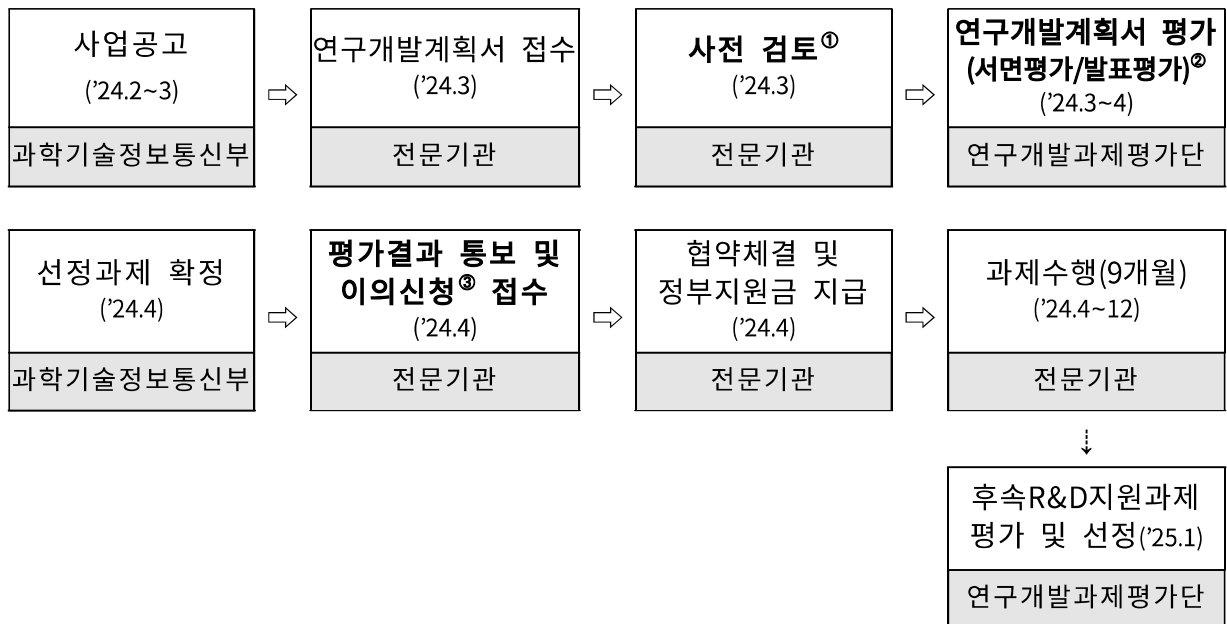 사업공고
(’24.2~3)
과학기술정보통신부
⇨
연구개발계획서 접수
(’24.3)
전문기관
⇨
사전 검토①
(’24.3)
전문기관
⇨
연구개발계획서 평가
(서면평가/발표평가)②
(’24.3~4)
연구개발과제평가단
선정과제 확정
(’24.4)
과학기술정보통신부
⇨
평가결과 통보 및
이의신청③ 접수
(’24.4)
전문기관
⇨
협약체결 및
정부지원금 지급
(’24.4)
전문기관
⇨
과제수행(9개월)
(’24.4~12)
전문기관
⇣
후속R&D지원과제
평가 및 선정(’25.1)
연구개발과제평가단